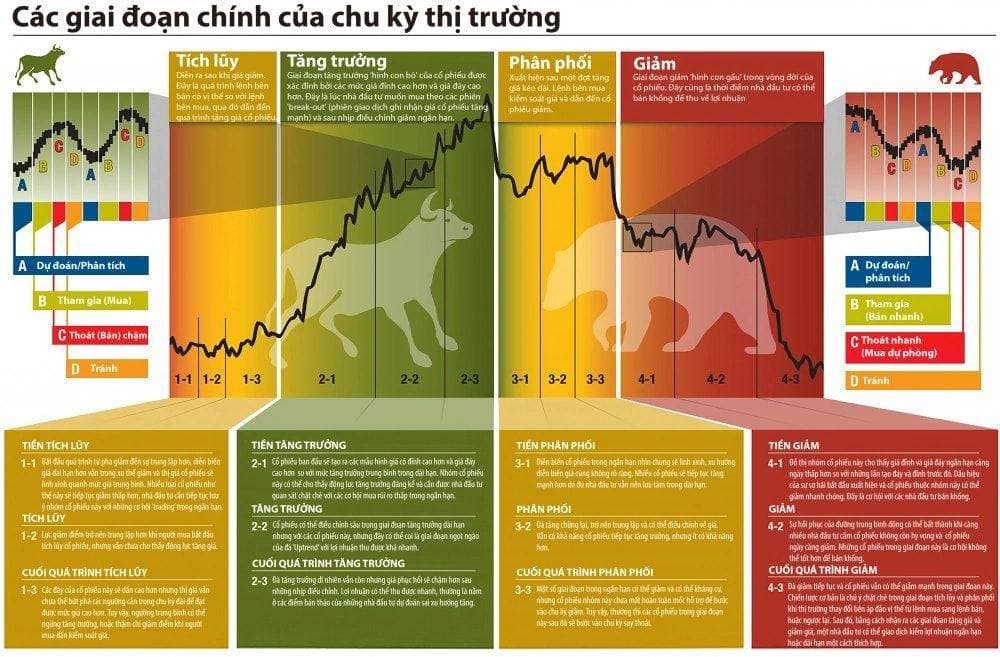 Các giai đoạn chính của chu kỳ thị trường
Tích lũy
Diễn ra sau khi giá giảm.
Đây là quá trình lệnh bên
bán có vị thế so với lệnh
bên mua, qua đó dẫn đến
quá trình tăng giá cổ phiếu.
Tăng trưởng
Giai đoạn tăng trưởng 'hình con bò' của cổ phiếu được
xác định bởi các mức giá đỉnh cao hơn và giá đáy cao
hơn. Đây là lúc nhà đầu tư muốn mua theo các phiên
'break-out' (phiên giao dịch ghi nhận giá cổ phiếu tăng
mạnh) và sau nhịp điều chỉnh giảm ngắn hạn.
Phân phối
Xuất hiện sau một đợt tăng
giá kéo dài. Lệnh bên mua
kiểm soát giá và dẫn đến cổ
phiếu giảm.
Giảm
Giai đoạn giảm 'hình con gấu' trong vòng đời của
cổ phiếu. Đây cũng là thời điểm nhà đầu tư có thể
bán khống để thu về lợi nhuận
A
B
C
D
A
B
C
D
A
B
C
D
A
B
C
D
A Dự đoán/Phân tích
B Tham gia (Mua)
C Thoát (Bán) chậm
D Tránh
A Dự đoán/
phân tích
B Tham gia
(Bán nhanh)
C Thoát nhanh
(Mua dự phòng)
D Tránh
1-1 1-2 1-3 2-1 2-2 2-3 3-1 3-2 3-3 4-1 4-2 4-3
TIỀN TÍCH LŨY
1-1 Bắt đầu quá trình từ pha giảm đến sự trung lập hơn, diễn biến
giá dài hạn hơn vẫn trong xu thế giảm và thị giá cổ phiếu sẽ
linh xình quanh mức giá trung bình. Nhiều loại cổ phiếu như
thế này sẽ tiếp tục giảm thấp hơn, nhà đầu tư cần tiếp tục lưu
ý nhóm cổ phiếu này với những cơ hội 'trading' trong ngắn hạn.
TÍCH LŨY
1-2 Lực giảm điểm trở nên trung lập hơn khi người mua bắt đầu
tích lũy cổ phiếu, nhưng vẫn chưa cho thấy động lực tăng giá.
CUỐI QUÁ TRÌNH TÍCH LŨY
1-3 Các đáy của cổ phiếu này sẽ dần cao hơn nhưng thị giá vẫn
chưa thể bứt phá các ngưỡng cản trong chu kỳ dài để đạt
được mức giá cao hơn. Tuy vậy, ngưỡng trung bình có thể
ngừng tăng trưởng, hoặc thậm chí giảm điểm khi người
mua dần kiểm soát giá.
TIỀN TĂNG TRƯỞNG
2-1 Cổ phiếu ban đầu sẽ tạo ra các mẫu hình giá có đỉnh cao hơn và giá đáy
cao hơn so với mức tăng trưởng trung bình trong dài hạn. Nhóm cổ phiếu
này có thể cho thấy động lực tăng trưởng đáng kể và cần được nhà đầu tư
quan sát chặt chẽ với các cơ hội mua rủi ro thấp trong ngắn hạn.
TĂNG TRƯỞNG
2-2 Cổ phiếu có thể điều chỉnh sâu trong giai đoạn tăng trưởng dài hạn
nhưng với các cổ phiếu này, nhưng đây có thể coi là giai đoạn ngọt ngào
của đà 'Uptrend' với lợi nhuận thu được khá nhanh.
CUỐI QUÁ TRÌNH TĂNG TRƯỞNG
2-3 Đà tăng trưởng dĩ nhiên vẫn còn nhưng giá phục hồi sẽ chậm hơn sau
những nhịp điều chỉnh. Lợi nhuận có thể thu được nhanh, thường là nằm
ở các điểm bán tháo của những nhà đầu tư dự đoán sai xu hướng tăng.
TIỀN PHÂN PHỐI
3-1 Diễn biến cổ phiếu trong ngắn hạn nhìn chung sẽ linh xình, xu hướng
diễn biến giá cũng không rõ ràng. Nhiều cổ phiếu sẽ tiếp tục tăng
mạnh hơn do đó nhà đầu tư vẫn nên lưu tâm trong dài hạn.
PHÂN PHỐI
3-2 Đà tăng chững lại, trở nên trung lập và có thể điều chỉnh về giá.
Vẫn có khả năng cổ phiếu tiếp tục tăng trưởng, nhưng ít có khả năng
hơn.
CUỐI QUÁ TRÌNH PHÂN PHỐI
3-3 Một số giai đoạn trong ngắn hạn có thể tăng và có thể kháng cự,
nhưng cổ phiếu nhóm này chưa mất hoàn toàn mốc hỗ trợ để bước
vào chu kỳ giảm. Tuy vậy, thường thì các cổ phiếu trong giai đoạn
này sau đó sẽ bước vào chu kỳ suy thoái.
TIỀN GIẢM
4-1 Đồ thị nhóm cổ phiếu này cho thấy giá đỉnh và giá đáy ngắn hạn càng
ngày thấp hơn so với những lần tạo đáy và đỉnh trước đó. Dấu hiệu
của sự sợ hãi bắt đầu xuất hiện và cổ phiếu thuộc nhóm này có thể
giảm nhanh chóng. Đây là cơ hội với các nhà đầu tư bán khống.
GIẢM
4-2 Sự hồi phục của đường trung bình động có thể bất thành khi càng
nhiều nhà đầu tư cầm cổ phiếu không còn hy vọng và cổ phiếu
ngày càng giảm. Những cổ phiếu trong giai đoạn này là cơ hội không
thể tốt hơn để bán khống.
CUỐI QUÁ TRÌNH GIẢM
4-3 Đà giảm tiếp tục và cổ phiếu vẫn có thể giảm mạnh trong giai đoạn này.
Chiến lược cơ bản là chú ý chặt chẽ trong giai đoạn tích lũy và phân phối
khi thị trường thay đổi bên áp đảo vị thế từ lệnh mua sang lệnh bán,
hoặc ngược lại. Sau đó, bằng cách nhận ra các giai đoạn tăng giá và
giảm giá, một nhà đầu tư có thể giao dịch kiếm lợi nhuận ngắn hạn
hoặc dài hạn một cách thích hợp.